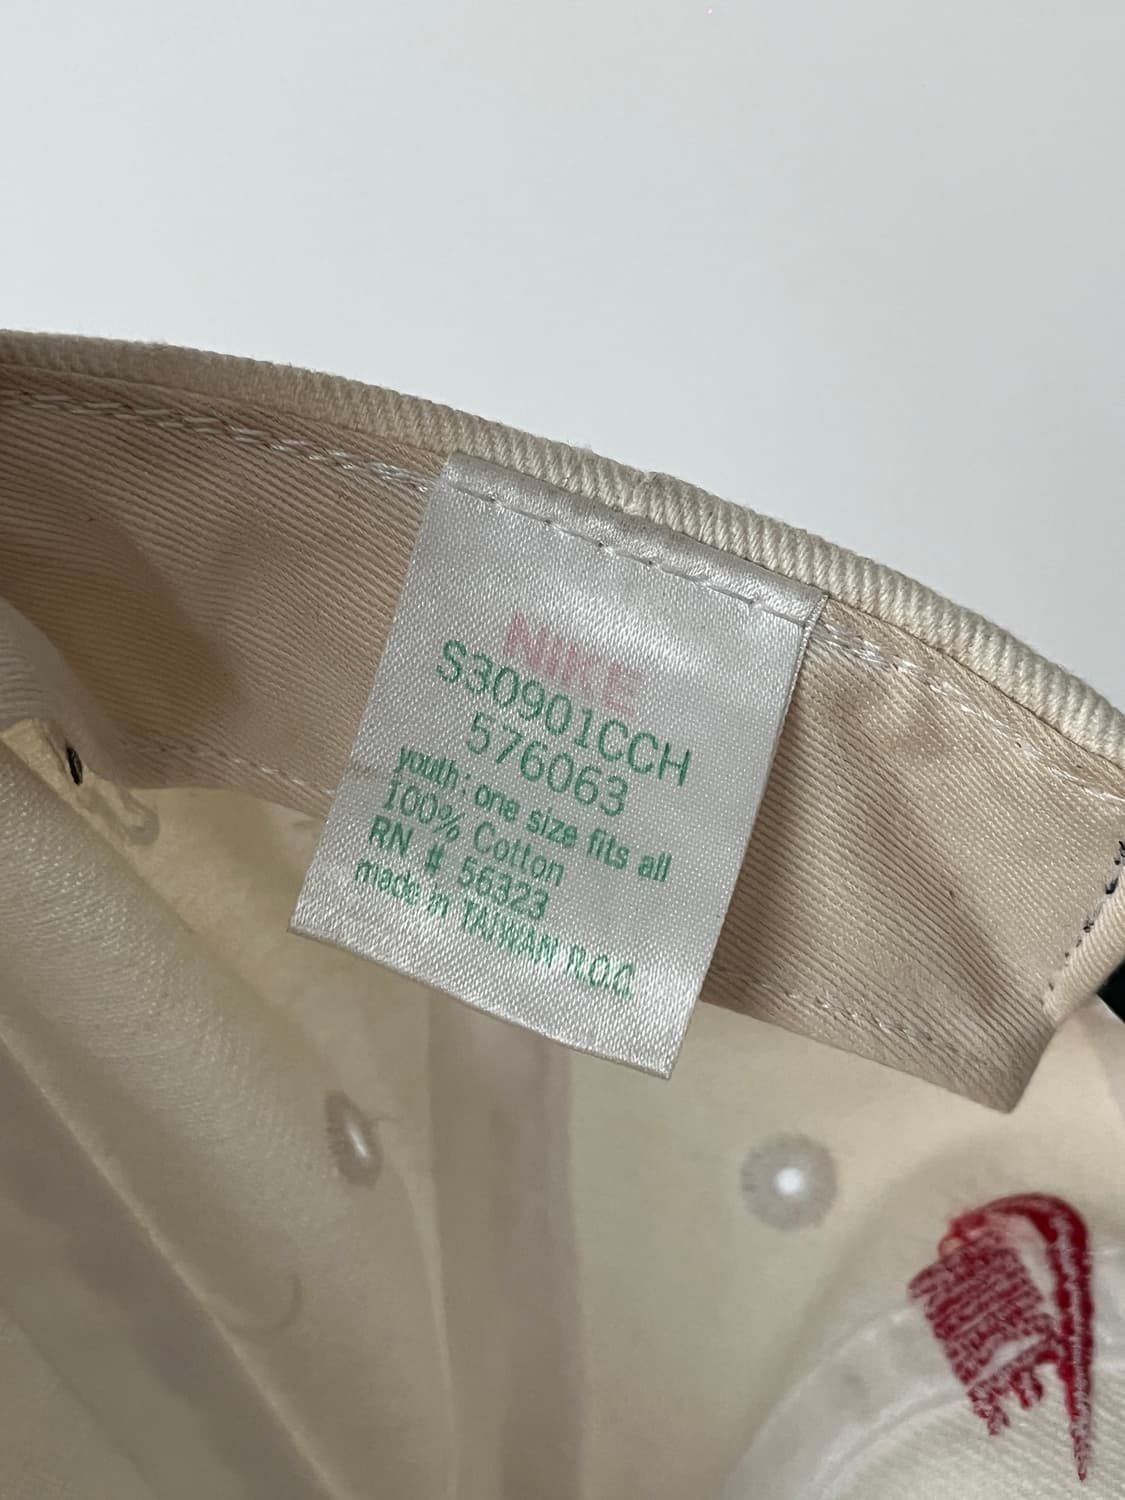 NIKE
S30901CCH
576063
youth: one size fits all
100% Cotton
RN # 56323
made in TAIWAN R.O.C.